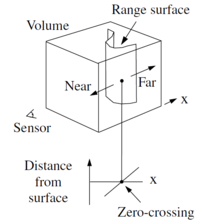 Range surface
Volume
Near
Far
x
Sensor
Distance
from
surface
x
Zero-crossing